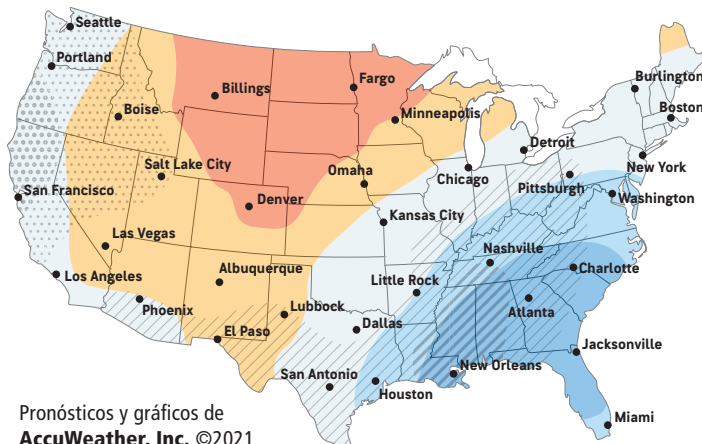 Seattle
Portland
Billings
Fargo
Burlington
Boise
Minneapolis
Boston
Detroit
Salt Lake City
Omaha
New York
San Francisco
Chicago
Pittsburgh
Denver
Washington
Kansas City
Las Vegas
Nashville
Los Angeles
Albuquerque
Little Rock
Charlotte
Phoenix
Lubbock
Atlanta
El Paso
Dallas
Jacksonville
San Antonio
New Orleans
Houston
Miami
Pronósticos y gráficos de
AccuWeather, Inc. ©2021